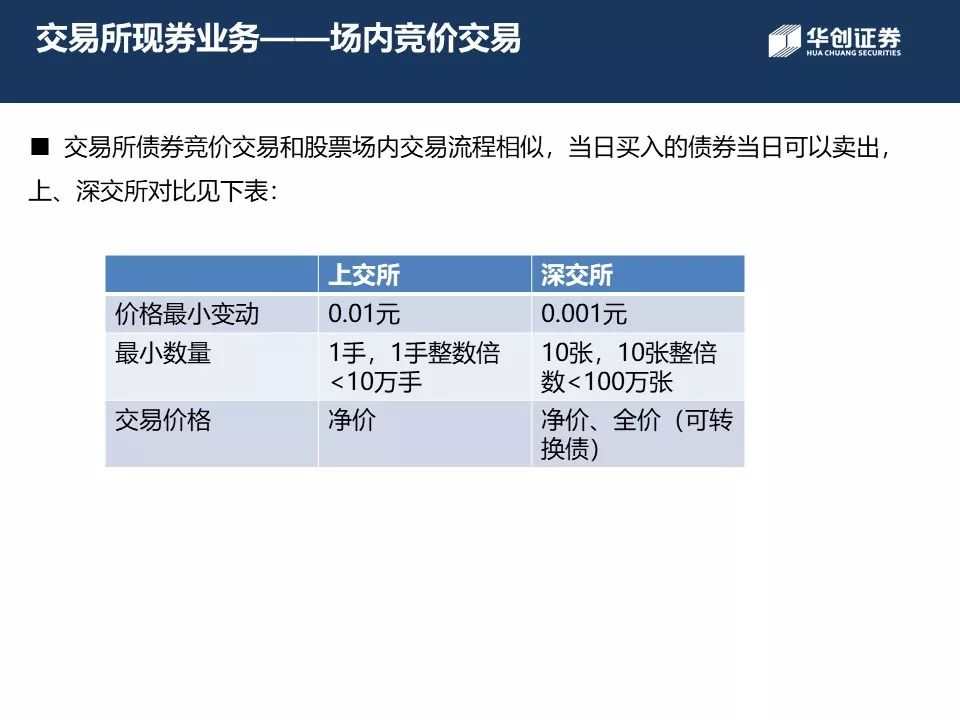 交易所现券业务——场内竞价交易
华创证券
HUA CHUANG SECURITIES
■ 交易所债券竞价交易和股票场内交易流程相似，当日买入的债券当日可以卖出，
上、深交所对比见下表：
上交所 深交所
价格最小变动 0.01元 0.001元
最小数量 1手，1手整数倍 10张，10张整倍
<10万手 数<100万张
交易价格 净价 净价、全价（可转
换债）